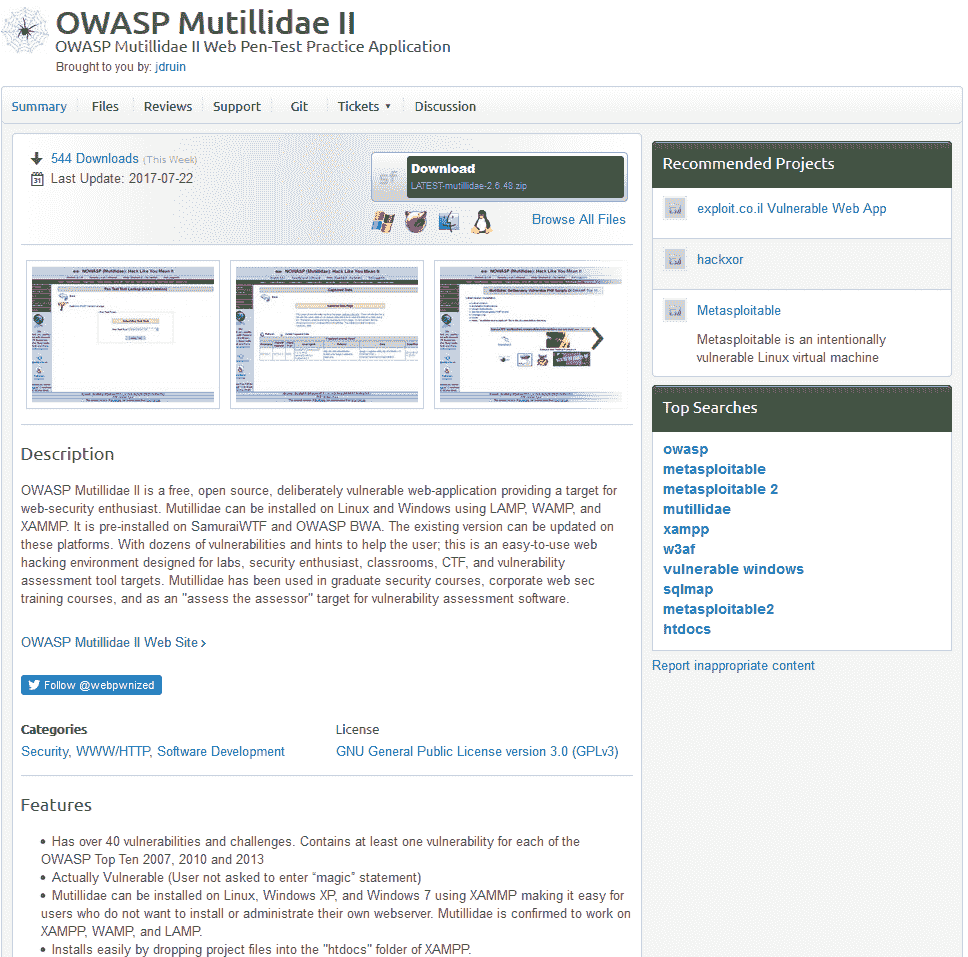 OWASP Mutillidae II
OWASP Mutillidae II Web Pen-Test Practice Application
Brought to you by: jdruin
Summary Files Reviews Support Git Tickets ▾ Discussion
544 Downloads (This Week)
Last Update: 2017-07-22
sf
Download
LATEST-mutillidae-2.6.48.zip
Browse All Files
Description
OWASP Mutillidae II is a free, open source, deliberately vulnerable web-application providing a target for
web-security enthusiast. Mutillidae can be installed on Linux and Windows using LAMP, WAMP, and
XAMMP. It is pre-installed on SamuraiWTF and OWASP BWA. The existing version can be updated on
these platforms. With dozens of vulnerabilities and hints to help the user; this is an easy-to-use web
hacking environment designed for labs, security enthusiast, classrooms, CTF, and vulnerability
assessment tool targets. Mutillidae has been used in graduate security courses, corporate web sec
training courses, and as an "assess the assessor" target for vulnerability assessment software.
OWASP Mutillidae II Web Site ›
Follow @webpwnized
Categories
Security, WWW/HTTP, Software Development
License
GNU General Public License version 3.0 (GPLv3)
Features
• Has over 40 vulnerabilities and challenges. Contains at least one vulnerability for each of the
OWASP Top Ten 2007, 2010 and 2013
• Actually Vulnerable (User not asked to enter “magic” statement)
• Mutillidae can be installed on Linux, Windows XP, and Windows 7 using XAMMP making it easy for
users who do not want to install or administrate their own webserver. Mutillidae is confirmed to work on
XAMPP, WAMP, and LAMP.
• Installs easily by dropping project files into the "htdocs" folder of XAMPP.
Recommended Projects
exploit.co.il Vulnerable Web App
hackxor
Metasploitable
Metasploitable is an intentionally
vulnerable Linux virtual machine
Top Searches
owasp
metasploitable
metasploitable 2
mutillidae
xampp
w3af
vulnerable windows
sqlmap
metasploitable2
htdocs
Report inappropriate content